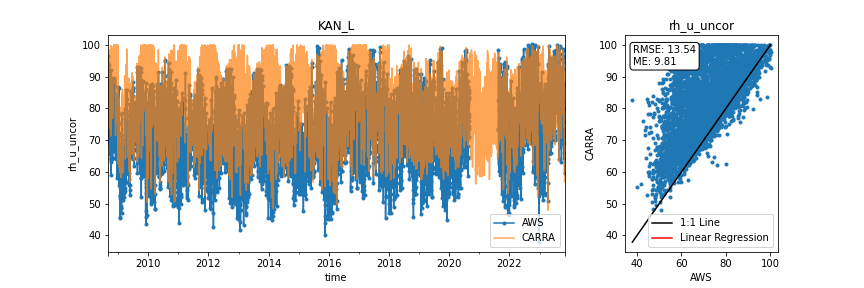 KAN_L
rh_u_uncor
100
90
80
70
60
50
40
2010
2012
2014
2016
2018
2020
2022
time
AWS
CARRA
rh_u_uncor
RMSE: 13.54
ME: 9.81
CARRA
100
90
80
70
60
50
40
1:1 Line
Linear Regression
40
60
80
100
AWS